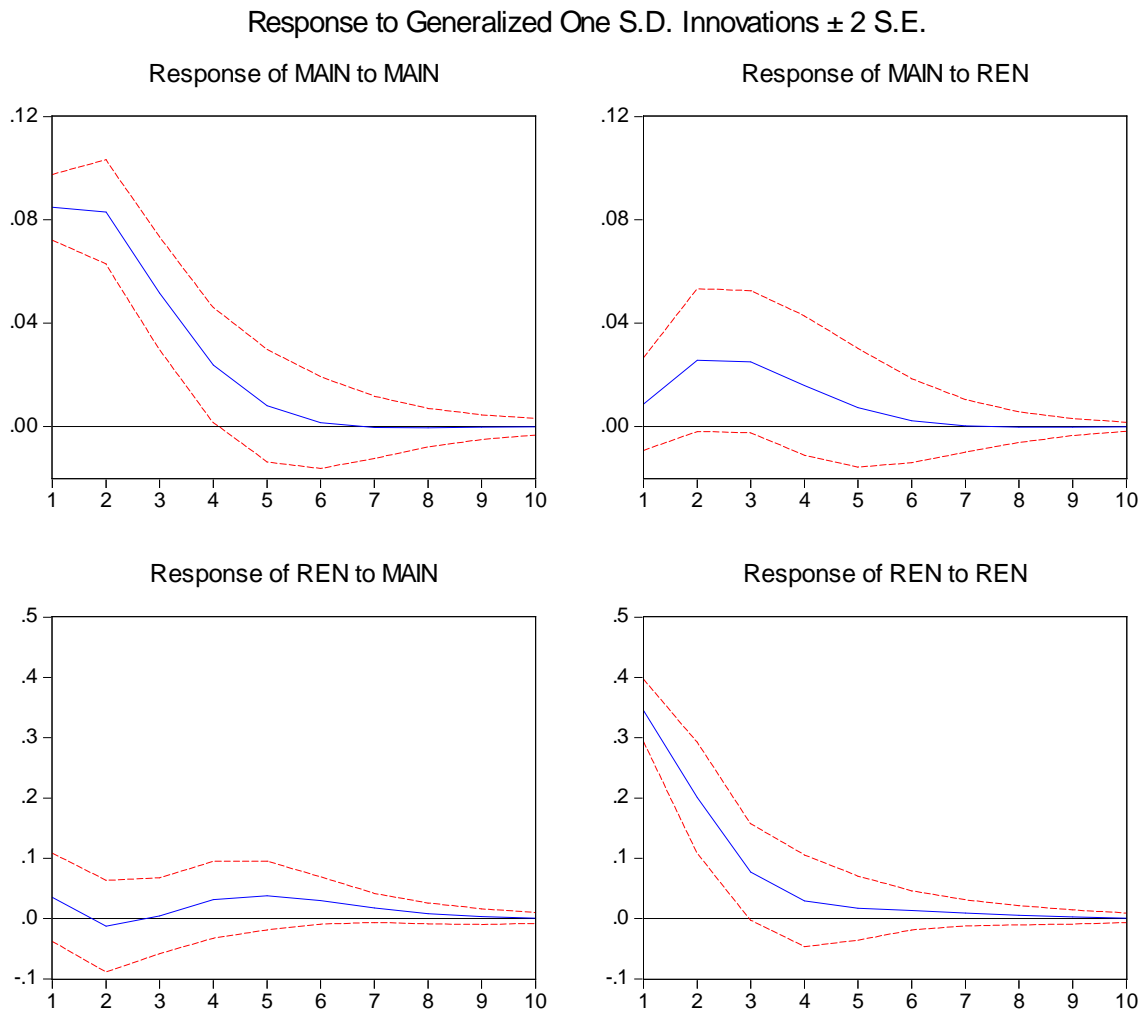 Response to Generalized One S.D. Innovations ± 2 S.E.
Response of MAIN to MAIN
.12
.08
.04
.00
1 2 3 4 5 6 7 8 9 10
Response of MAIN to REN
.12
.08
.04
.00
1 2 3 4 5 6 7 8 9 10
Response of REN to MAIN
.5
.4
.3
.2
.1
.0
-.1
1 2 3 4 5 6 7 8 9 10
Response of REN to REN
.5
.4
.3
.2
.1
.0
-.1
1 2 3 4 5 6 7 8 9 10